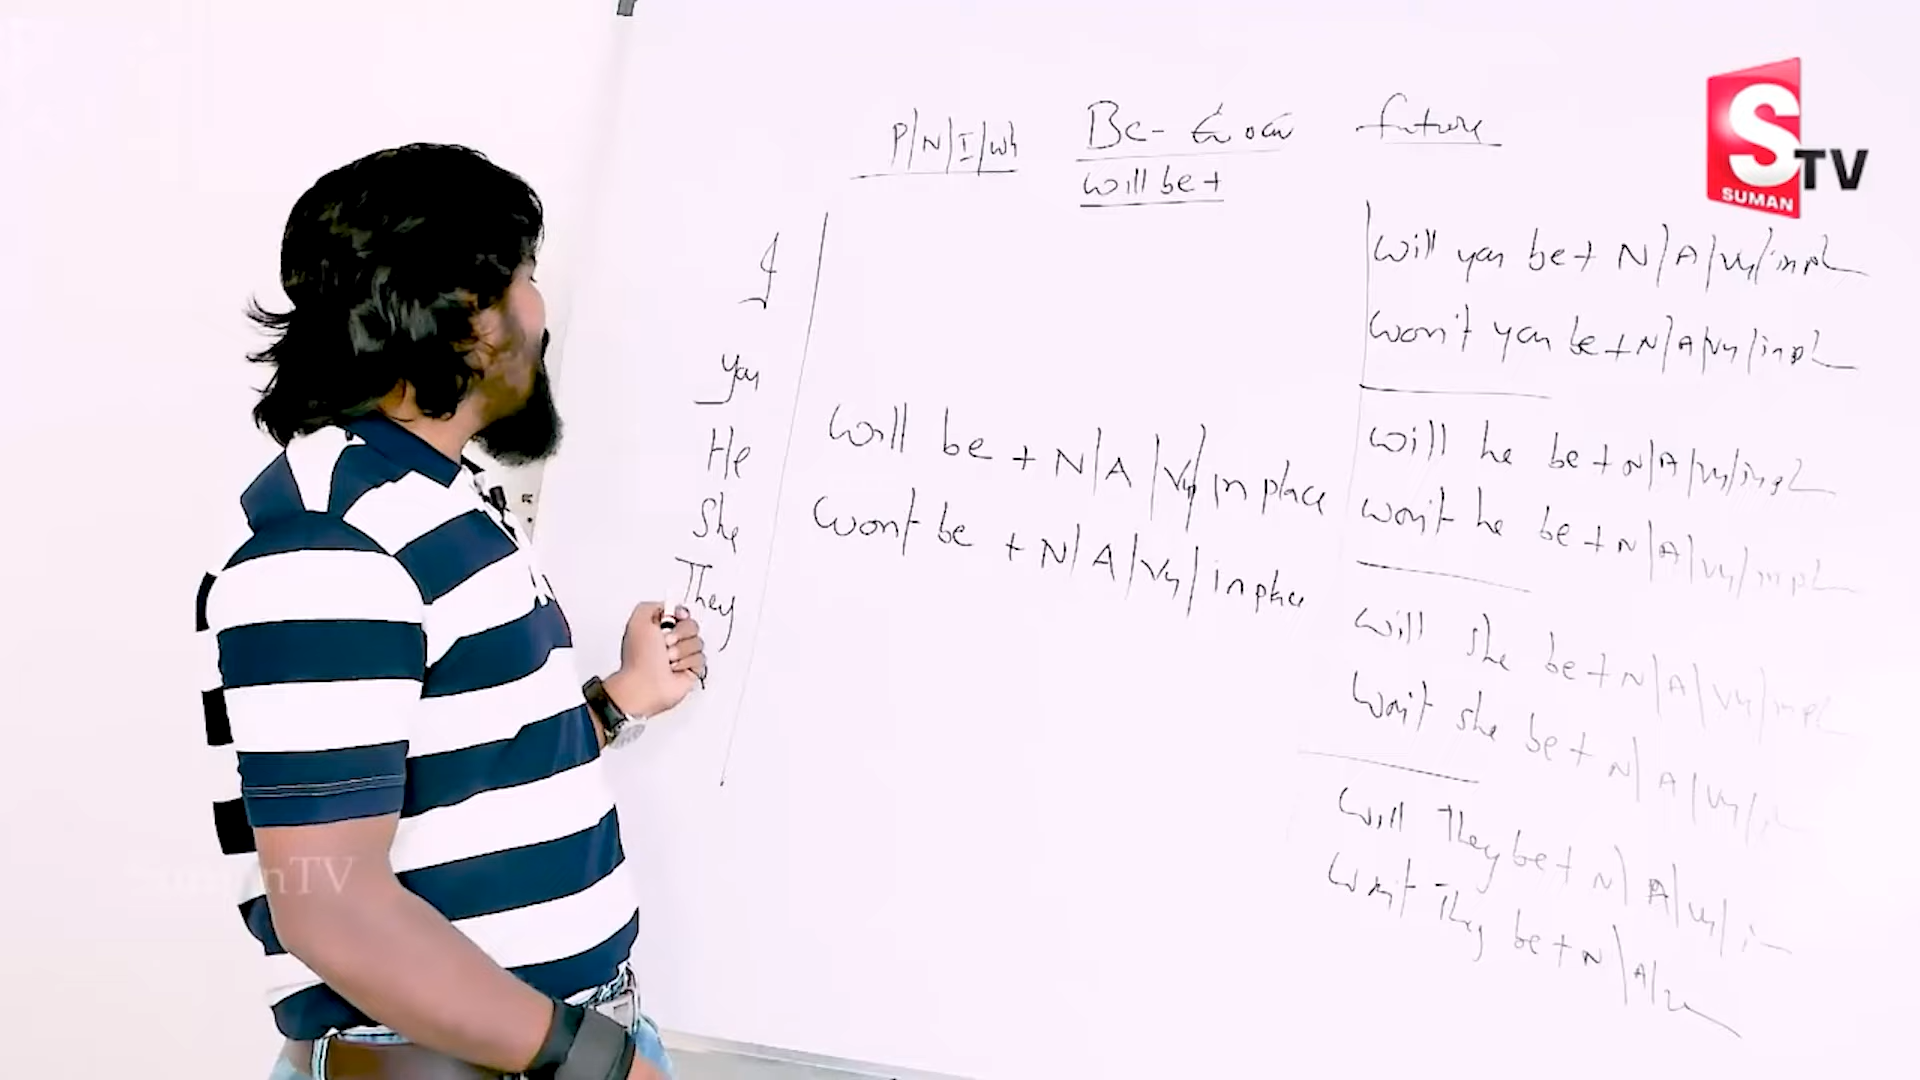 P/N/I/wh Be- ఉండు future
will be +
I
you
He
She
They
will be + N/A/V4/in place
won't be + N/A/V4/in place
will you be + N/A/V4/in pl
won't you be + N/A/V4/in pl
will he be + N/A/V4/in pl
won't he be + N/A/V4/in pl
will she be + N/A/V4/in pl
won't she be + N/A/V4/i
will They be + N/A/V4/i
won't They be + N/A/
S TV
SUMAN
SumanTV